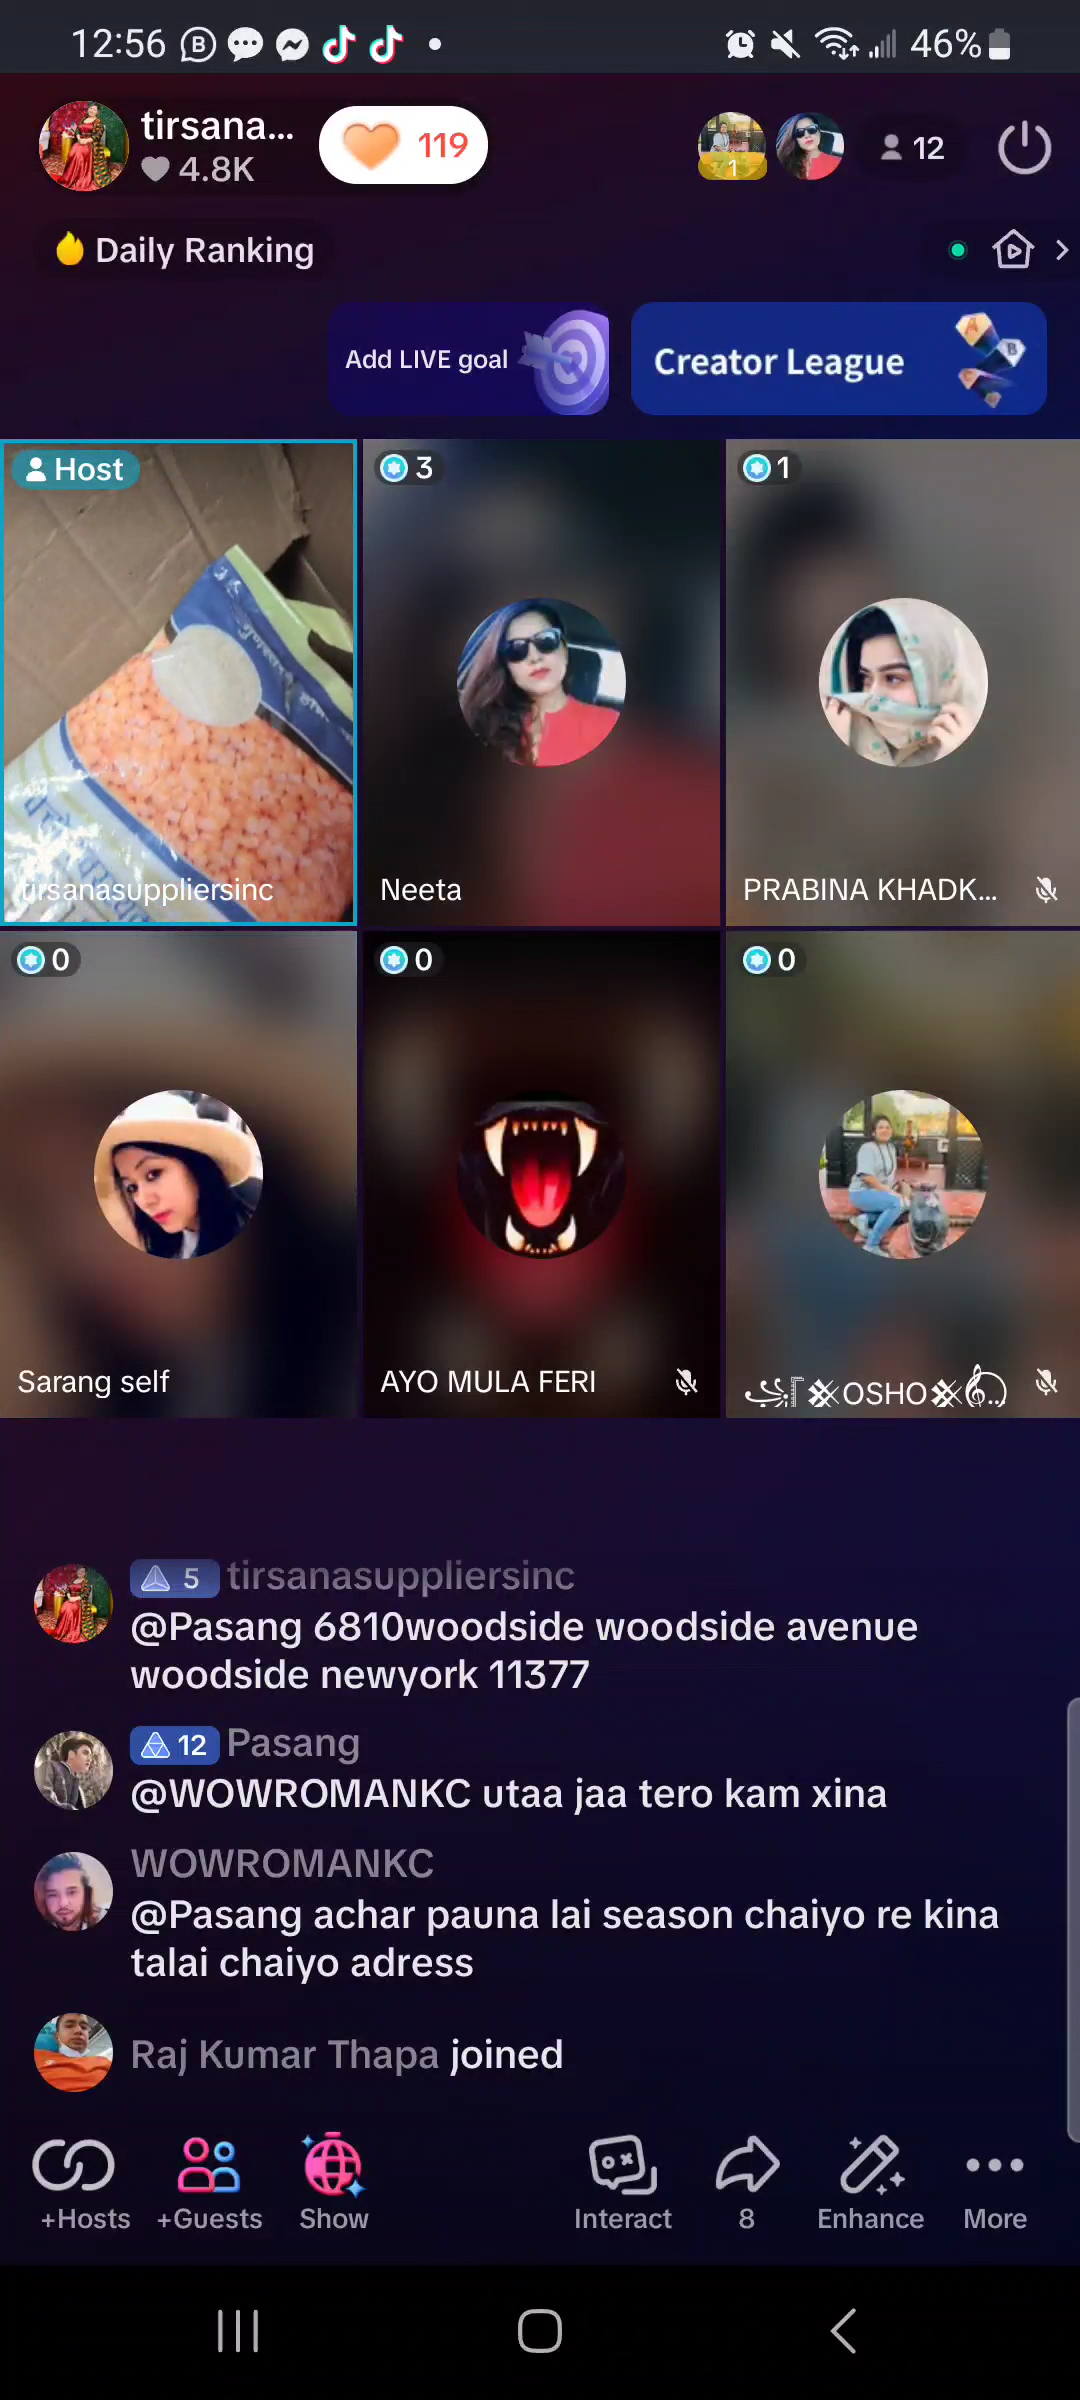 12:56
46%
tirsana...
4.8K
119
1
12
Daily Ranking
Add LIVE goal
Creator League
Host
3
1
tirsanasuppliersinc
Neeta
PRABINA KHADK...
0
0
0
Sarang self
AYO MULA FERI
OSHO
5 tirsanasuppliersinc
@Pasang 6810woodside woodside avenue
woodside newyork 11377
12 Pasang
@WOWROMANKC utaa jaa tero kam xina
WOWROMANKC
@Pasang achar pauna lai season chaiyo re kina
talai chaiyo adress
Raj Kumar Thapa joined
+Hosts
+Guests
Show
Interact
8
Enhance
More